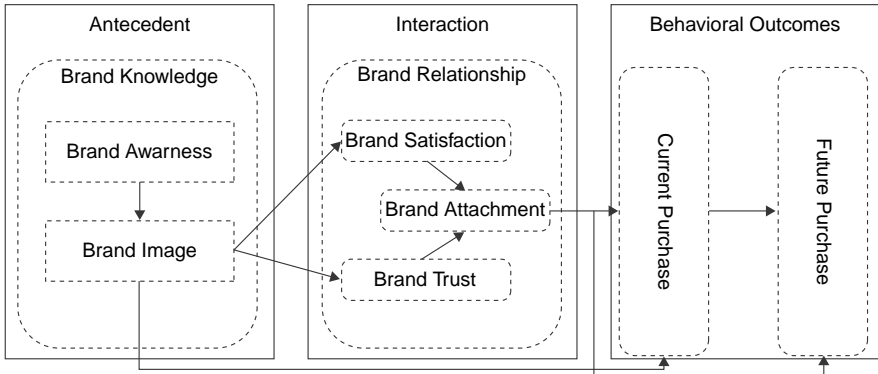 Antecedent
Brand Knowledge
Brand Awarness
Brand Image
Interaction
Brand Relationship
Brand Satisfaction
Brand Attachment
Brand Trust
Behavioral Outcomes
Current Purchase
Future Purchase